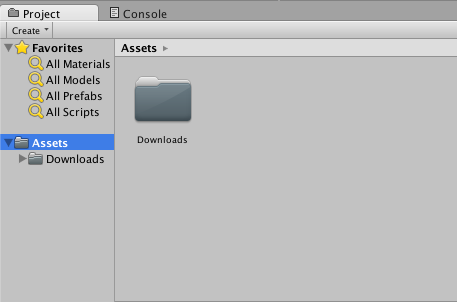 Project
Console
Create
Favorites
Assets
All Materials
All Models
All Prefabs
All Scripts
Assets
Downloads
Downloads